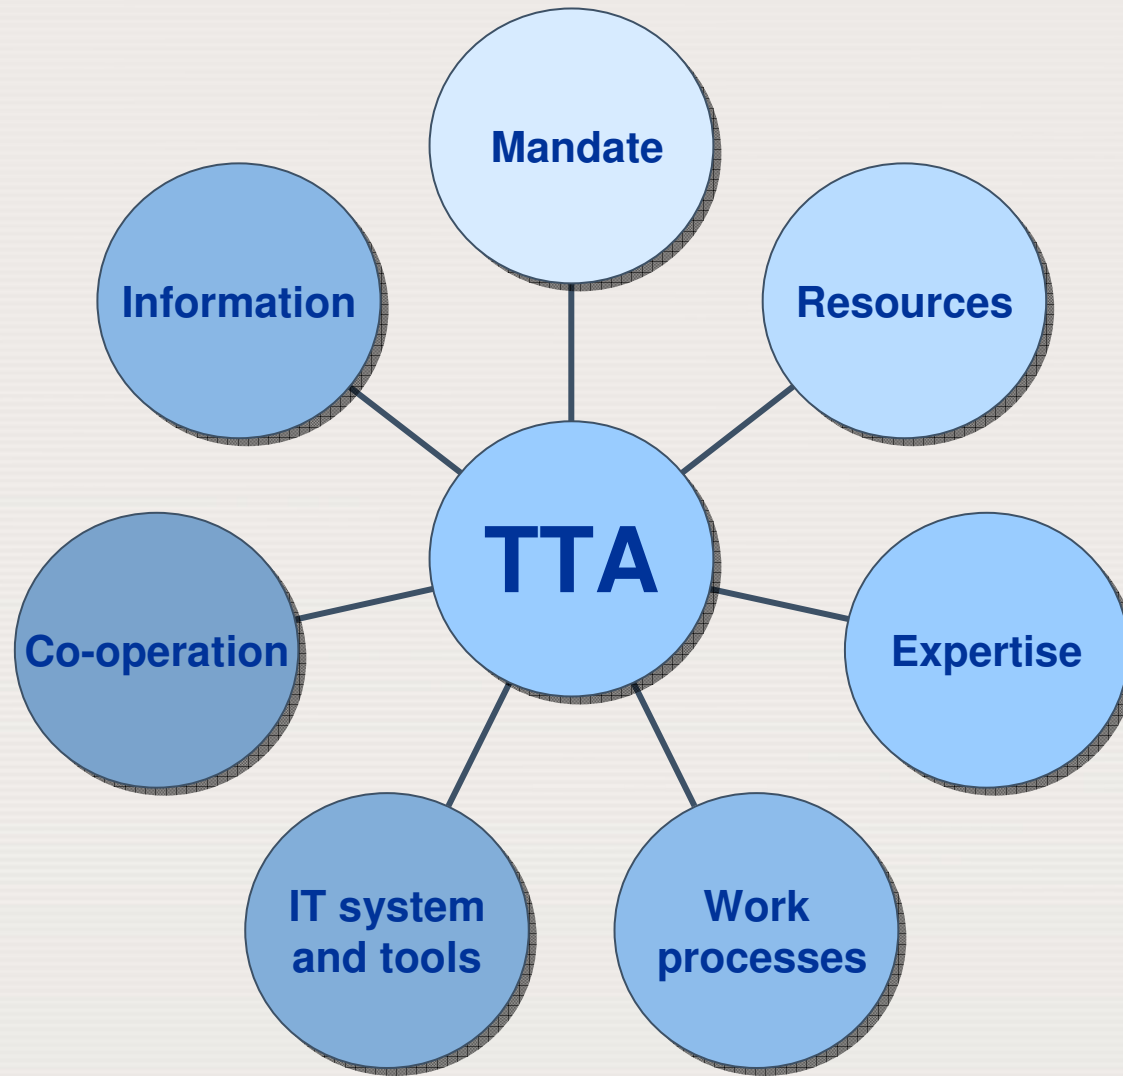 Mandate
Information
Resources
TTA
Co-operation
Expertise
IT system
and tools
Work
processes